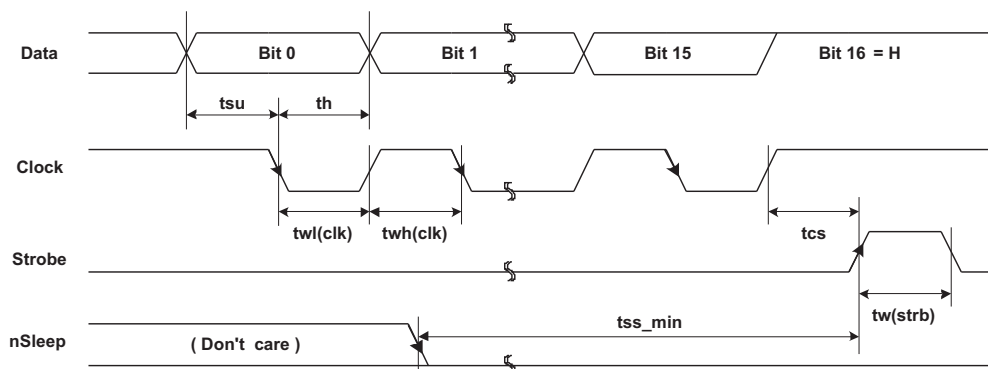 Data
Bit 0
Bit 1
Bit 15
Bit 16 = H
tsu
th
Clock
twl(clk)
twh(clk)
tcs
Strobe
tw(strb)
tss_min
nSleep
( Don't care )